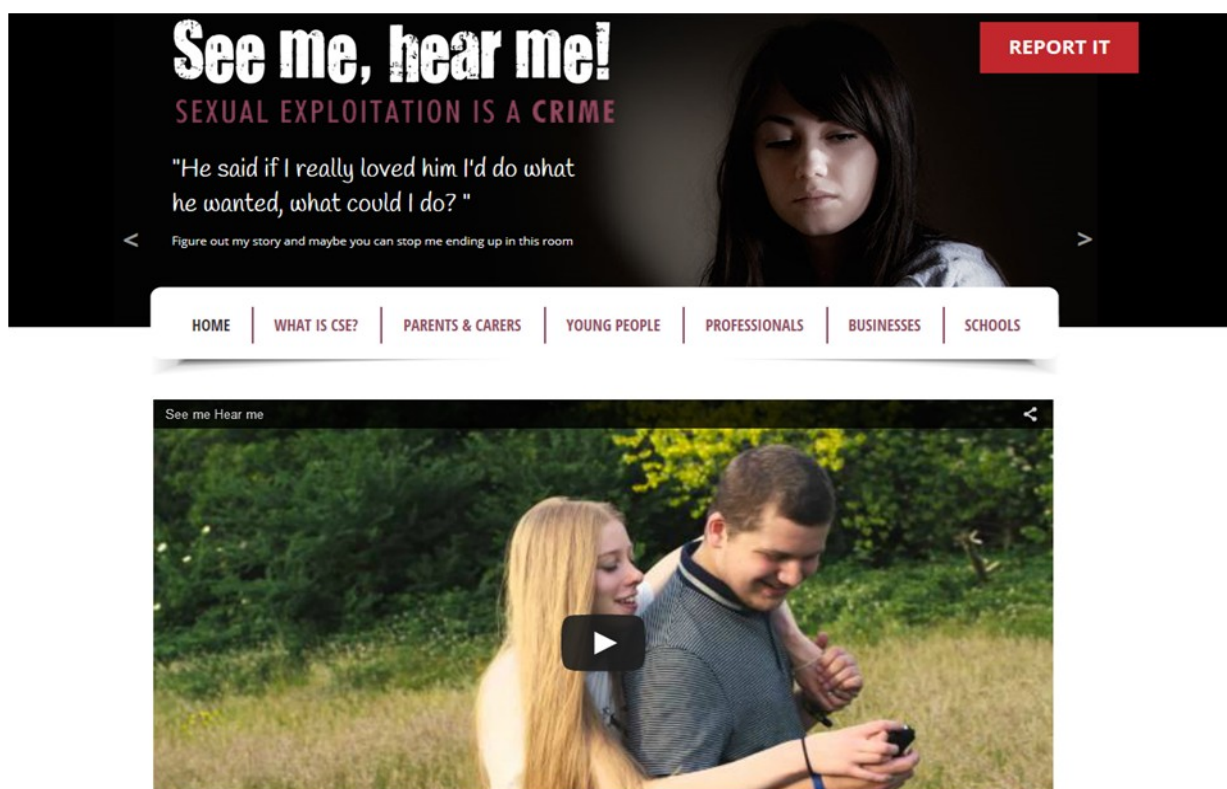 See me, hear me!
REPORT IT
SEXUAL EXPLOITATION IS A CRIME
"He said if I really loved him I'd do what
he wanted, what could I do? "
< Figure out my story and maybe you can stop me ending up in this room >
HOME WHAT IS CSE? PARENTS & CARERS YOUNG PEOPLE PROFESSIONALS BUSINESSES SCHOOLS
See me Hear me